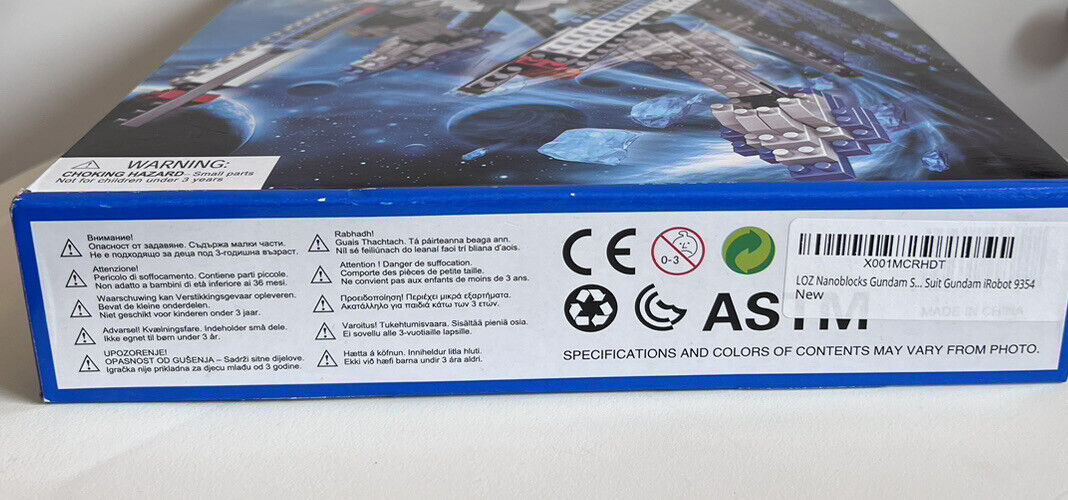 WARNING:
CHOKING HAZARD– Small parts
Not for children under 3 years
Внимание!
Опасност от задавяне. Съдържа малки части.
Не е подходящо за деца под 3-годишна възраст.
Attenzione!
Pericolo di soffocamento. Contiene parti piccole.
Non adatto a bambini di età inferiore ai 36 mesi.
Waarschuwing kan Verstikkingsgevaar opleveren.
Bevat de kleine onderdelen.
Niet geschikt voor kinderen onder 3 jaar.
Advarsel! Kvælningsfare. Indeholder små dele.
Ikke egnet til børn under 3 år.
UPOZORENJE!
OPASNOST OD GUŠENJA – Sadrži sitne dijelove.
Igračka nije prikladna za djecu mlađu od 3 godine.
Rabhadh!
Guais Thachtach. Tá páirteanna beaga ann.
Níl sé feiliúnach do leanaí faoi trí bliana d'aois.
Attention ! Danger de suffocation.
Comporte des pièces de petite taille.
Ne convient pas aux enfants de moins de 3 ans.
Προειδοποίηση! Περιέχει μικρά εξαρτήματα.
Ακατάλληλο για παιδιά κάτω των 3 ετών.
Varoitus! Tukehtumisvaara. Sisältää pieniä osia.
Ei sovellu alle 3-vuotiaille lapsille.
Hætta á köfnun. Inniheldur litla hluti.
Ekki við hæfi barna undir 3 ára aldri.
CE
0-3
ASTM
X001MCRHDT
LOZ Nanoblocks Gundam S... Suit Gundam iRobot 9354
New
MADE IN CHINA
SPECIFICATIONS AND COLORS OF CONTENTS MAY VARY FROM PHOTO.